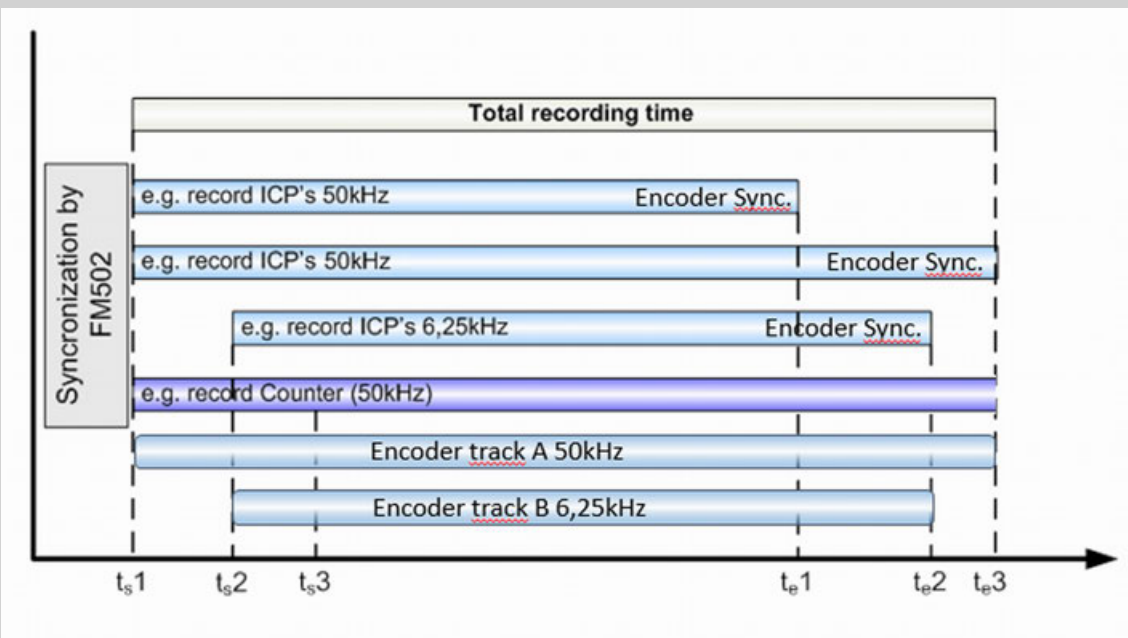 Total recording time
Syncronization by
FM502
e.g. record ICP's 50kHz Encoder Sync.
e.g. record ICP's 50kHz Encoder Sync.
e.g. record ICP's 6,25kHz Encoder Sync.
e.g. record Counter (50kHz)
Encoder track A 50kHz
Encoder track B 6,25kHz
ts1 ts2 ts3 te1 te2 te3